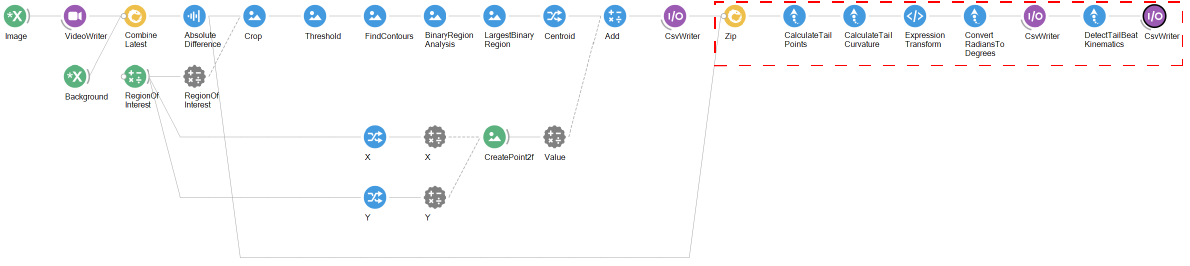 Image
VideoWriter
Combine
Latest
Absolute
Difference
Crop
Threshold
FindContours
BinaryRegion
Analysis
LargestBinary
Region
Centroid
Add
CsvWriter
Zip
CalculateTail
Points
CalculateTail
Curvature
Expression
Transform
Convert
RadiansTo
Degrees
CsvWriter
DetectTailBeat
Kinematics
CsvWriter
Background
RegionOf
Interest
RegionOf
Interest
X
X
CreatePoint2f
Value
Y
Y